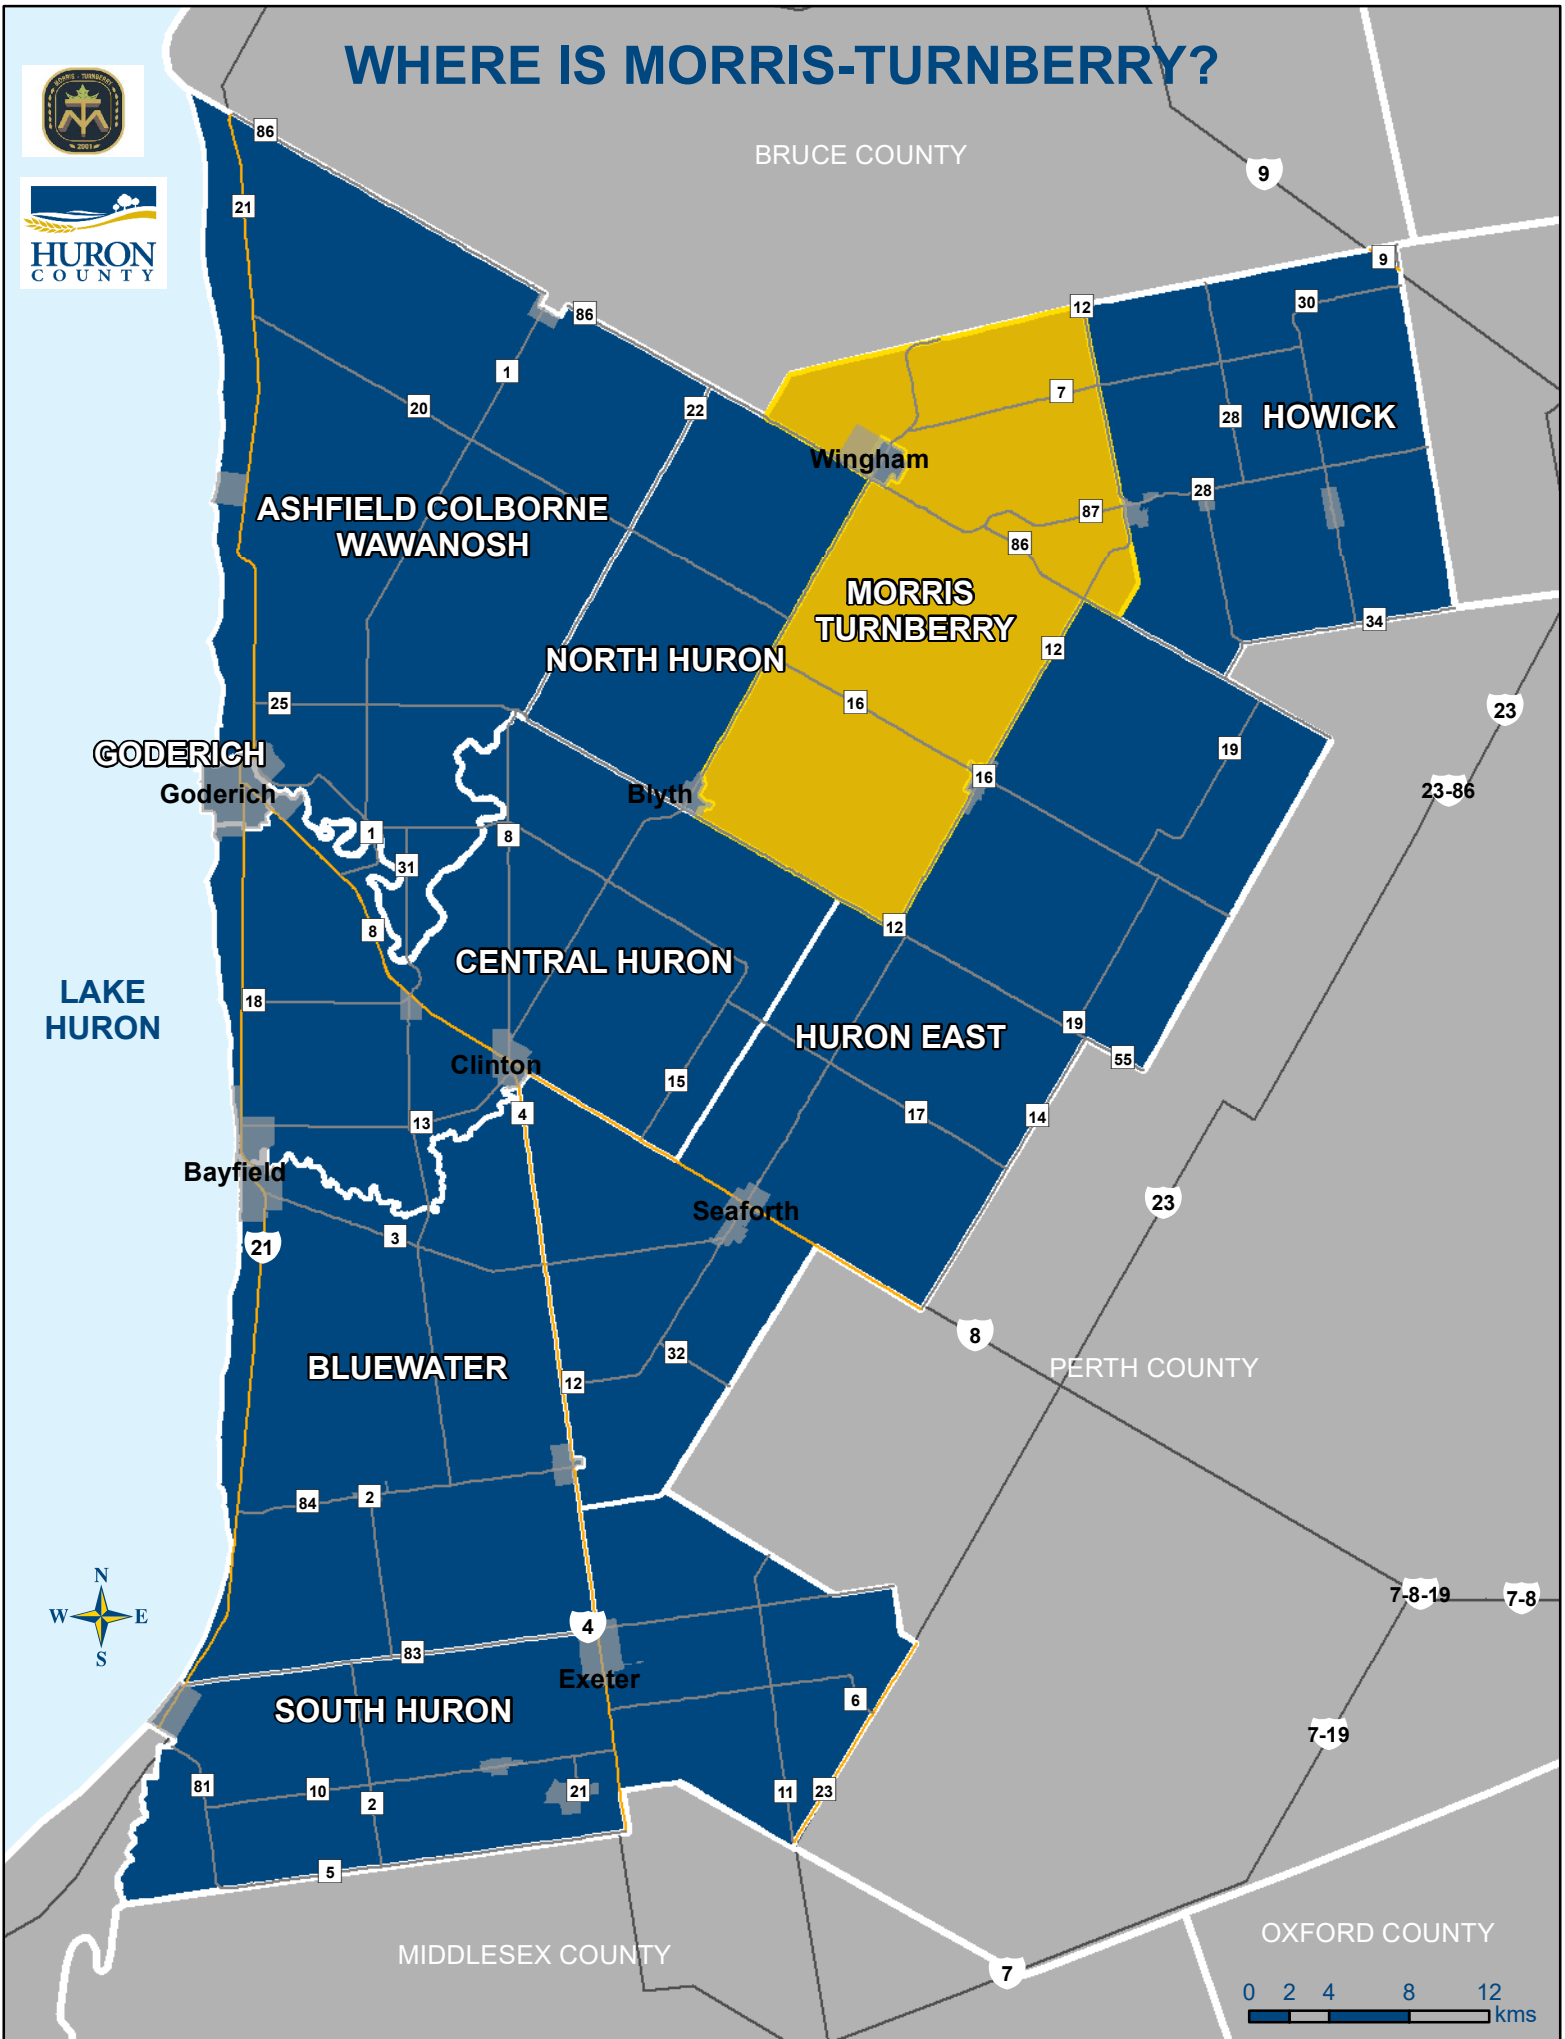 WHERE IS MORRIS-TURNBERRY?
MORRIS - TURNBERRY
2001
HURON
COUNTY
BRUCE COUNTY
86
9
21
9
30
12
86
1
7
22
20
28
HOWICK
Wingham
28
ASHFIELD COLBORNE
WAWANOSH
87
86
MORRIS
TURNBERRY
34
12
NORTH HURON
25
16
23
19
GODERICH
Goderich
16
Blyth
23-86
1
8
31
8
12
CENTRAL HURON
LAKE
HURON
18
19
HURON EAST
55
Clinton
15
4
17
14
13
Bayfield
23
Seaforth
3
21
8
32
PERTH COUNTY
BLUEWATER
12
84
2
N
W
E
S
7-8-19
7-8
4
83
Exeter
6
SOUTH HURON
7-19
81
10
2
21
11
23
5
OXFORD COUNTY
MIDDLESEX COUNTY
7
0 2 4 8 12
kms